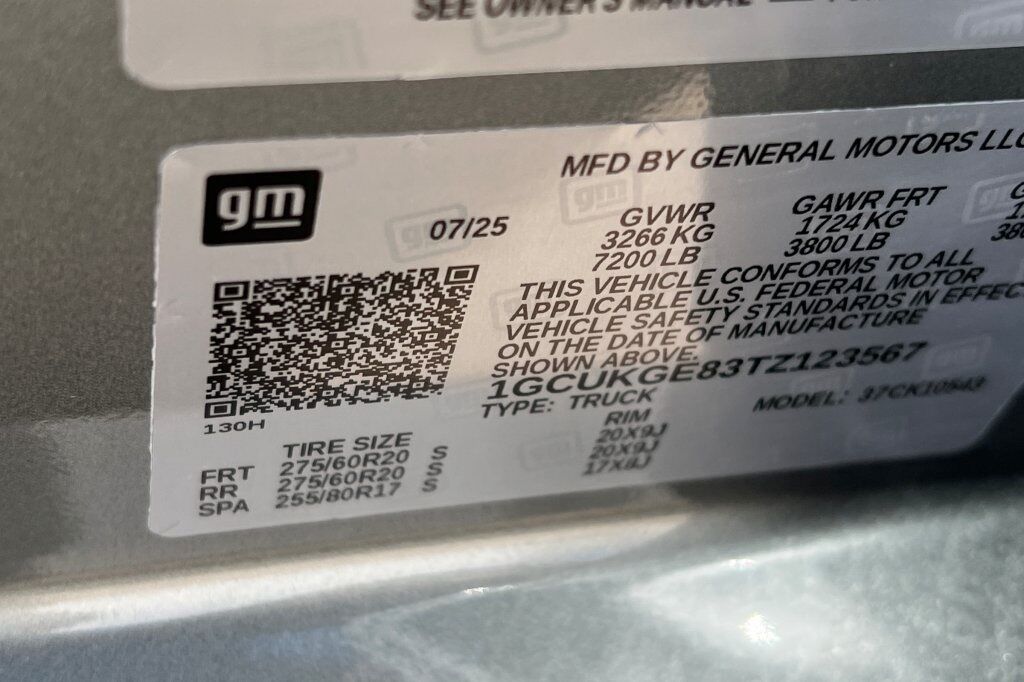 SEE OWNER'S MANUAL
gm
MFD BY GENERAL MOTORS LLC
07/25
GVWR GAWR FRT
3266 KG 1724 KG
7200 LB 3800 LB
THIS VEHICLE CONFORMS TO ALL
APPLICABLE U.S. FEDERAL MOTOR
VEHICLE SAFETY STANDARDS IN EFFECT
ON THE DATE OF MANUFACTURE
SHOWN ABOVE.
1GCUKGE83TZ123567
TYPE: TRUCK MODEL: 37CK10543
130H
TIRE SIZE RIM
FRT 275/60R20 S 20X9J
RR 275/60R20 S 20X9J
SPA 255/80R17 S 17X8J